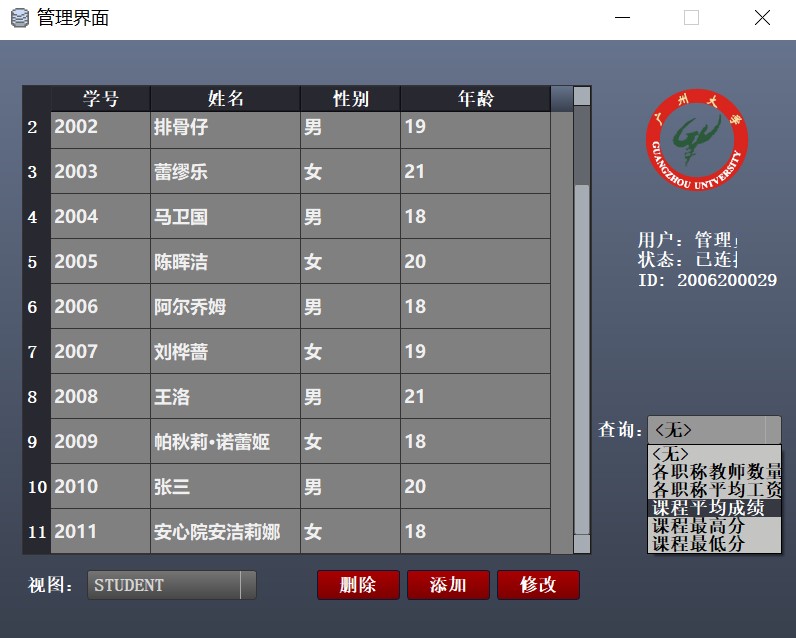 管理界面
学号 姓名 性别 年龄
2 2002 排骨仔 男 19
3 2003 蕾缪乐 女 21
4 2004 马卫国 男 18
5 2005 陈晖洁 女 20
6 2006 阿尔乔姆 男 18
7 2007 刘桦蔷 女 19
8 2008 王洛 男 21
9 2009 帕秋莉·诺蕾姬 女 18
10 2010 张三 男 20
11 2011 安心院安洁莉娜 女 18
视图: STUDENT
删除 添加 修改
广州大学
GUANGZHOU UNTVERSITY
用户: 管理
状态: 已连
ID: 2006200029
查询: <无>
<无>
各职称教师数量
各职称平均工资
课程平均成绩
课程最高分
课程最低分